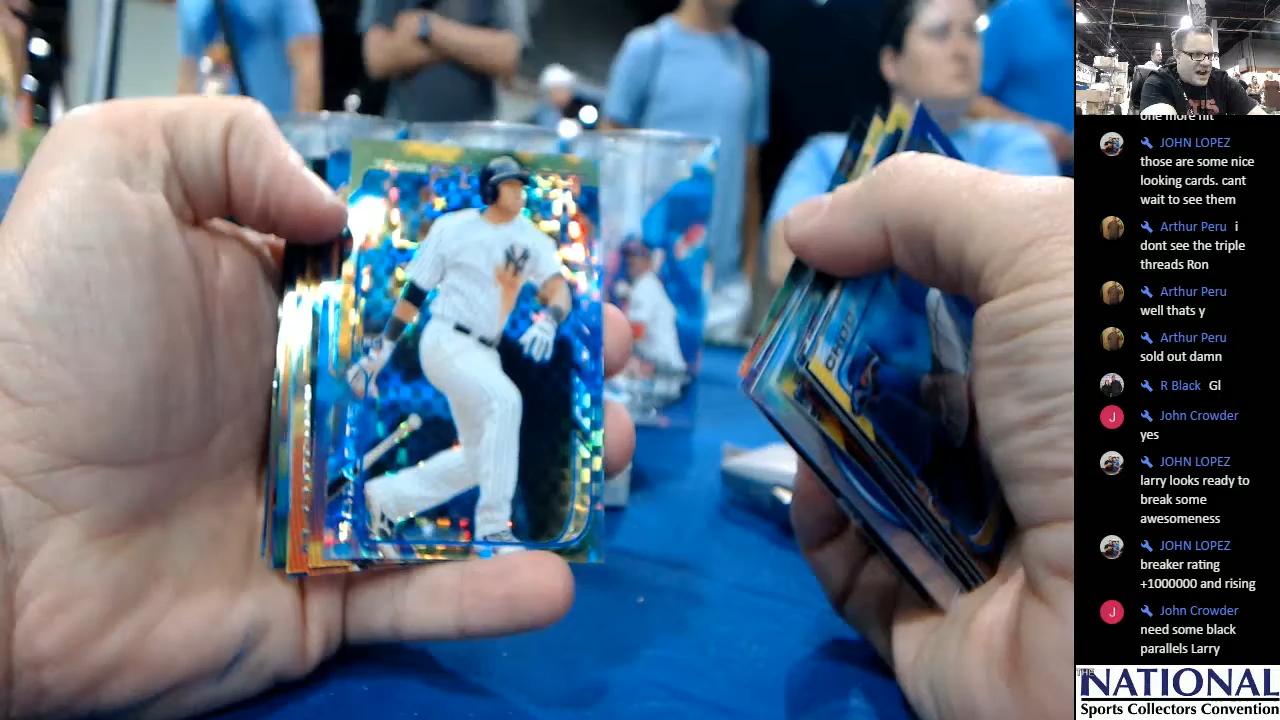 one more hit
JOHN LOPEZ
those are some nice
looking cards. cant
wait to see them
Arthur Peru i
dont see the triple
threads Ron
Arthur Peru
well thats y
Arthur Peru
sold out damn
R Black Gl
J John Crowder
yes
JOHN LOPEZ
larry looks ready to
break some
awesomeness
JOHN LOPEZ
breaker rating
+1000000 and rising
J John Crowder
need some black
parallels Larry
THE
NATIONAL
Sports Collectors Convention
NY